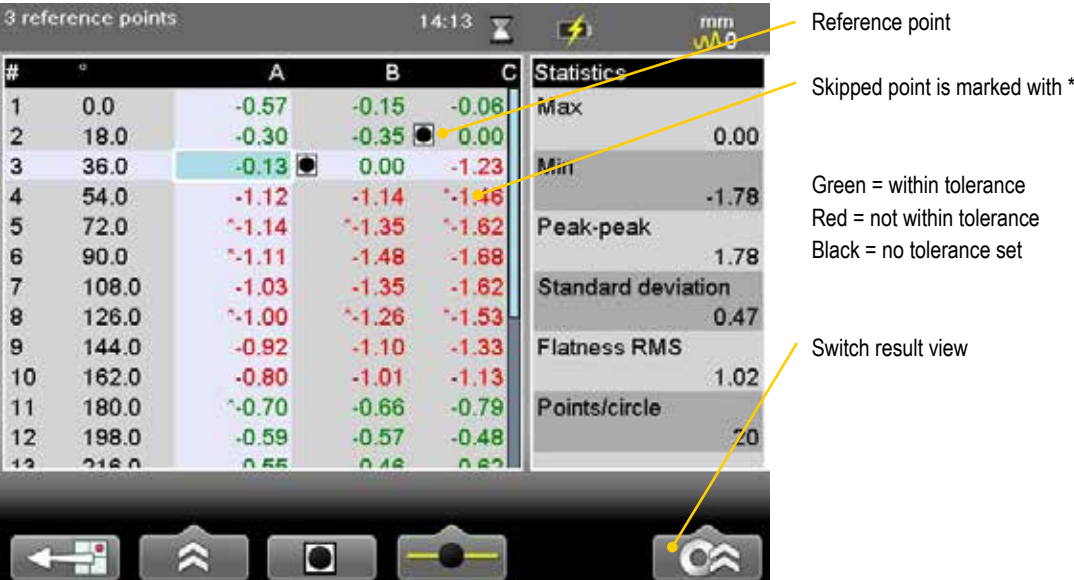 3 reference points 14:13 mm 0
# ° A B C Statistics
1 0.0 -0.57 -0.15 -0.06 Max
2 18.0 -0.30 -0.35 0.00 0.00
3 36.0 -0.13 0.00 -1.23 Min
4 54.0 -1.12 -1.14 *-1.46 -1.78
5 72.0 *-1.14 *-1.35 *-1.62 Peak-peak
6 90.0 *-1.11 -1.48 -1.68 1.78
7 108.0 -1.03 -1.35 -1.62 Standard deviation
8 126.0 *-1.00 *-1.26 *-1.53 0.47
9 144.0 -0.92 -1.10 -1.33 Flatness RMS
10 162.0 -0.80 -1.01 -1.13 1.02
11 180.0 *-0.70 -0.66 -0.79 Points/circle
12 198.0 -0.59 -0.57 -0.48 20
Reference point
Skipped point is marked with *
Green = within tolerance
Red = not within tolerance
Black = no tolerance set
Switch result view